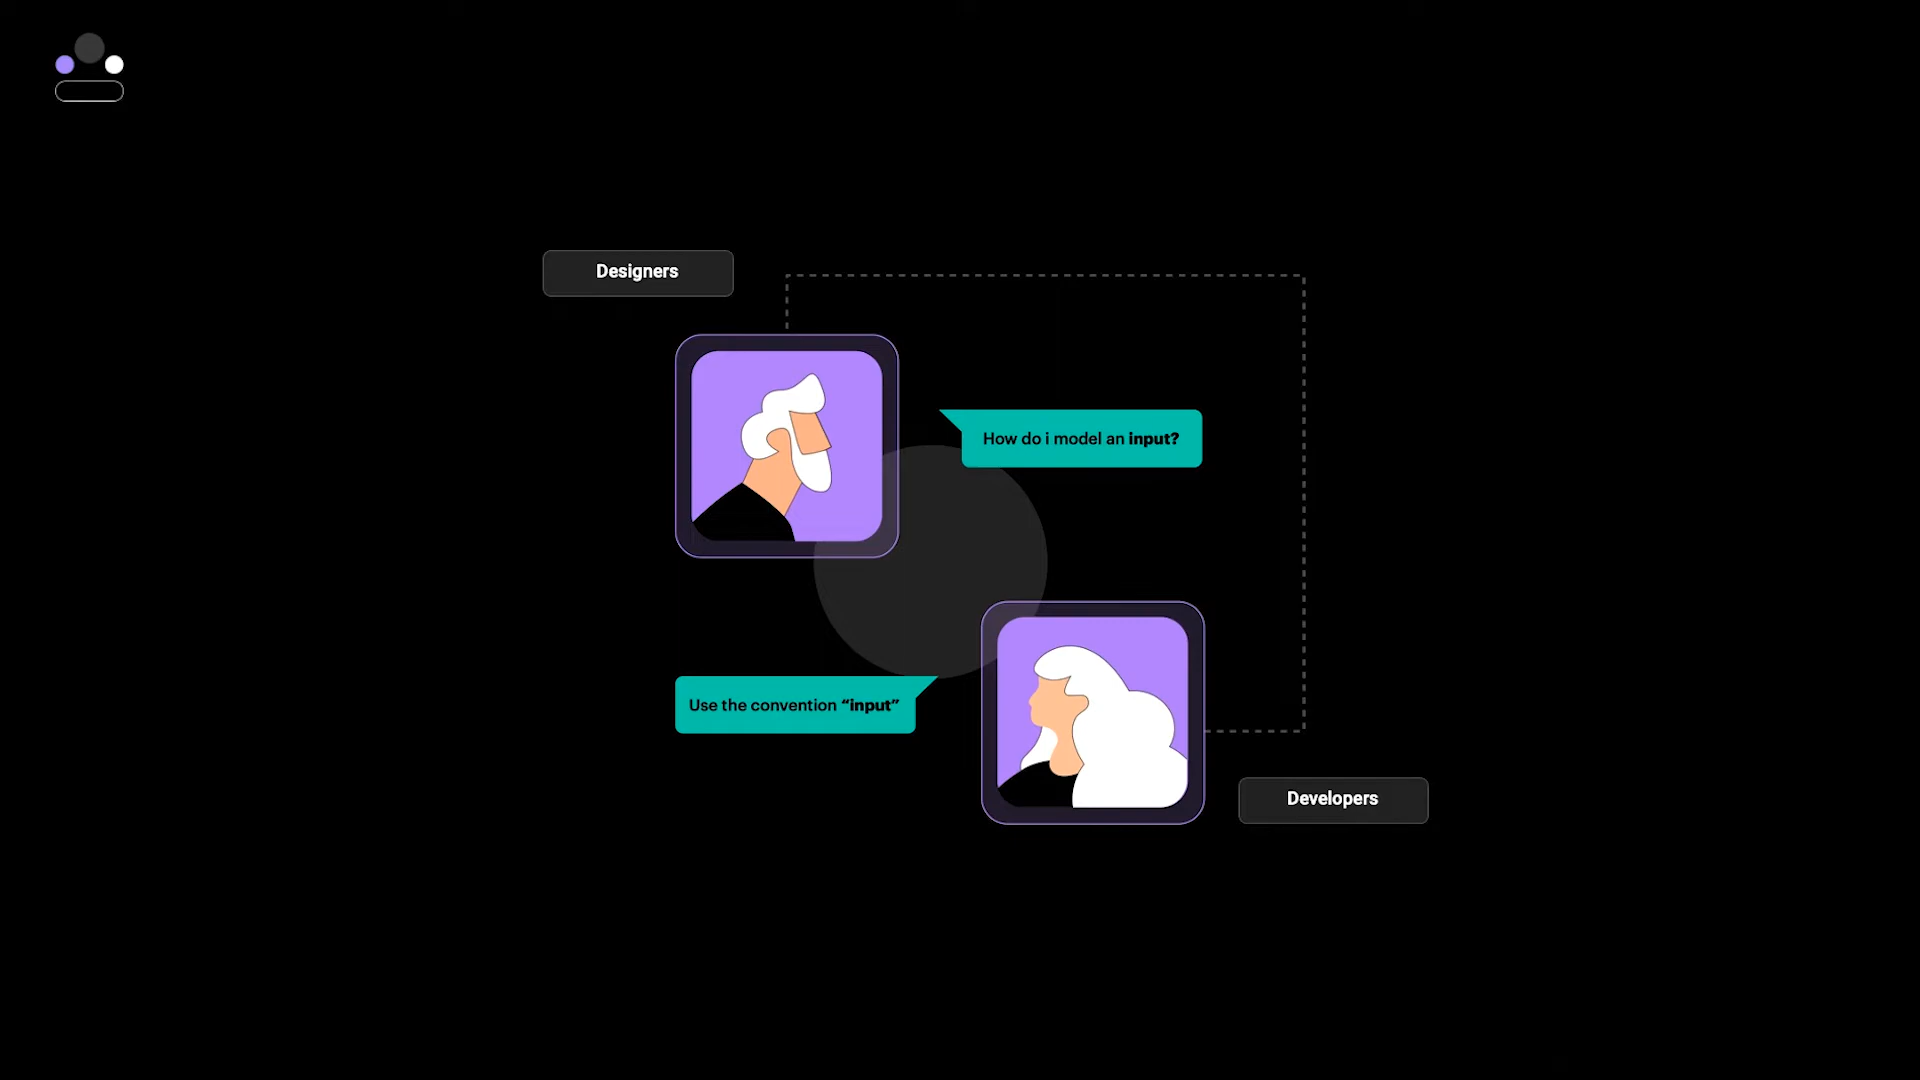 Designers
How do i model an input?
Use the convention “input”
Developers